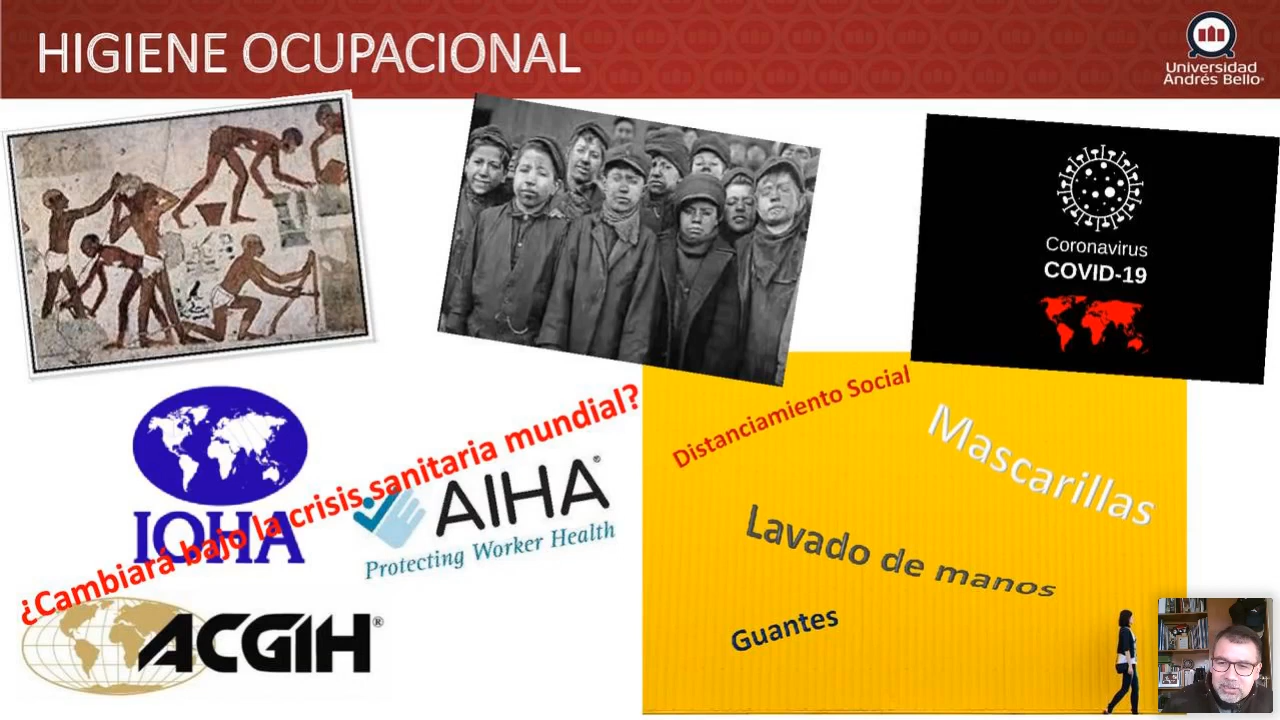 HIGIENE OCUPACIONAL
Universidad
Andrés Bello®
Coronavirus
COVID-19
¿Cambiará bajo la crisis sanitaria mundial?
IOHA
AIHA®
Protecting Worker Health
ACGIH®
Distanciamiento Social
Mascarillas
Lavado de manos
Guantes